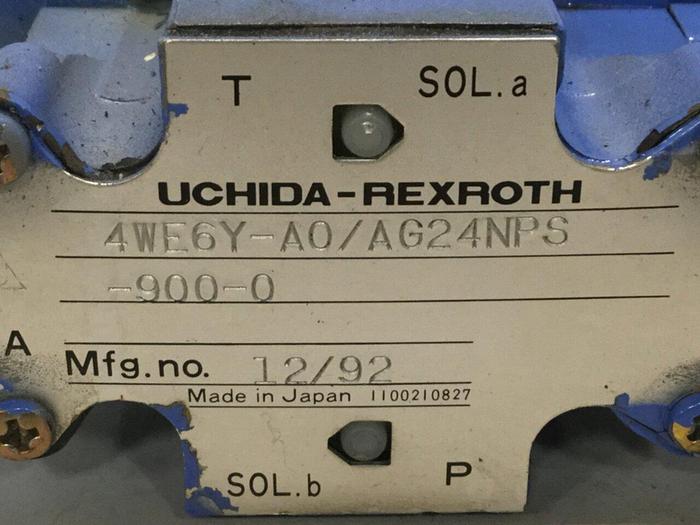 T SOL.a
UCHIDA-REXROTH
4WE6Y-A0/AG24NPS
-900-0
A
Mfg.no. 12/92
Made in Japan 1100210827
SOL.b P